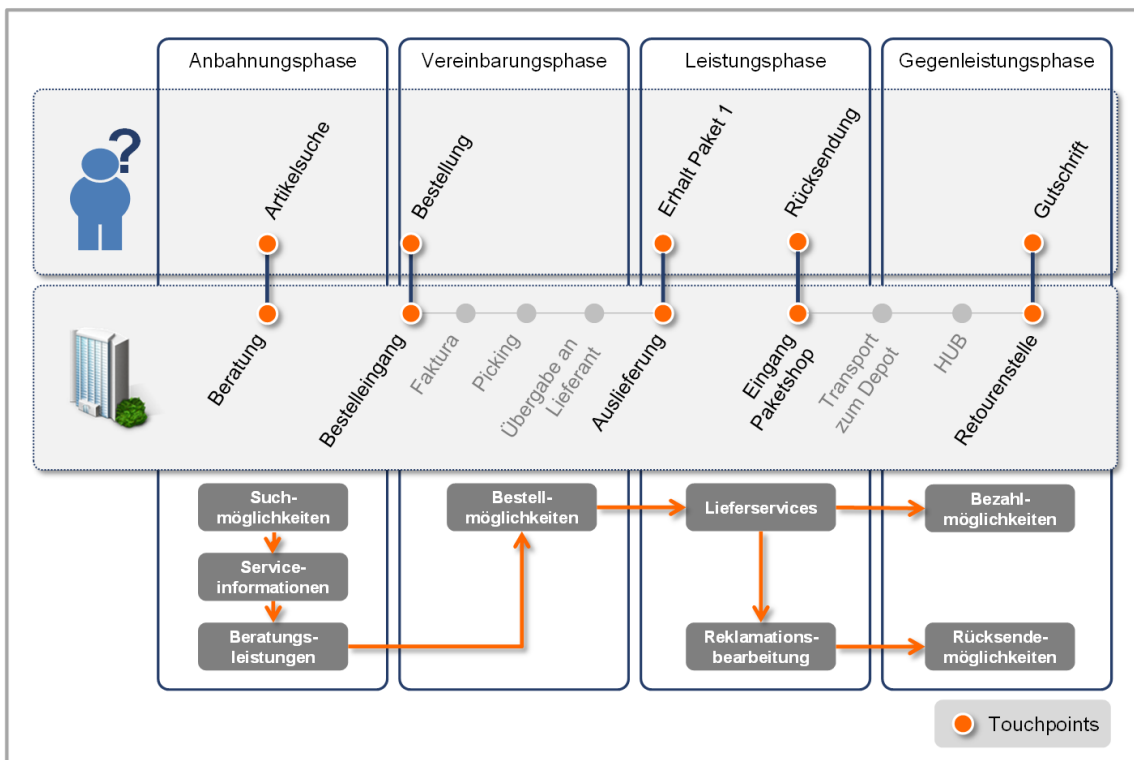 Anbahnungsphase
Vereinbarungsphase
Leistungsphase
Gegenleistungsphase
?
Artikelsuche
Bestellung
Erhalt Paket 1
Rücksendung
Gutschrift
Beratung
Bestelleingang
Faktura
Picking
Übergabe an
Lieferant
Auslieferung
Eingang
Paketshop
Transport
zum Depot
HUB
Retourenstelle
Such-
möglichkeiten
Service-
informationen
Beratungs-
leistungen
Bestell-
möglichkeiten
Lieferservices
Reklamations-
bearbeitung
Bezahl-
möglichkeiten
Rücksende-
möglichkeiten
Touchpoints